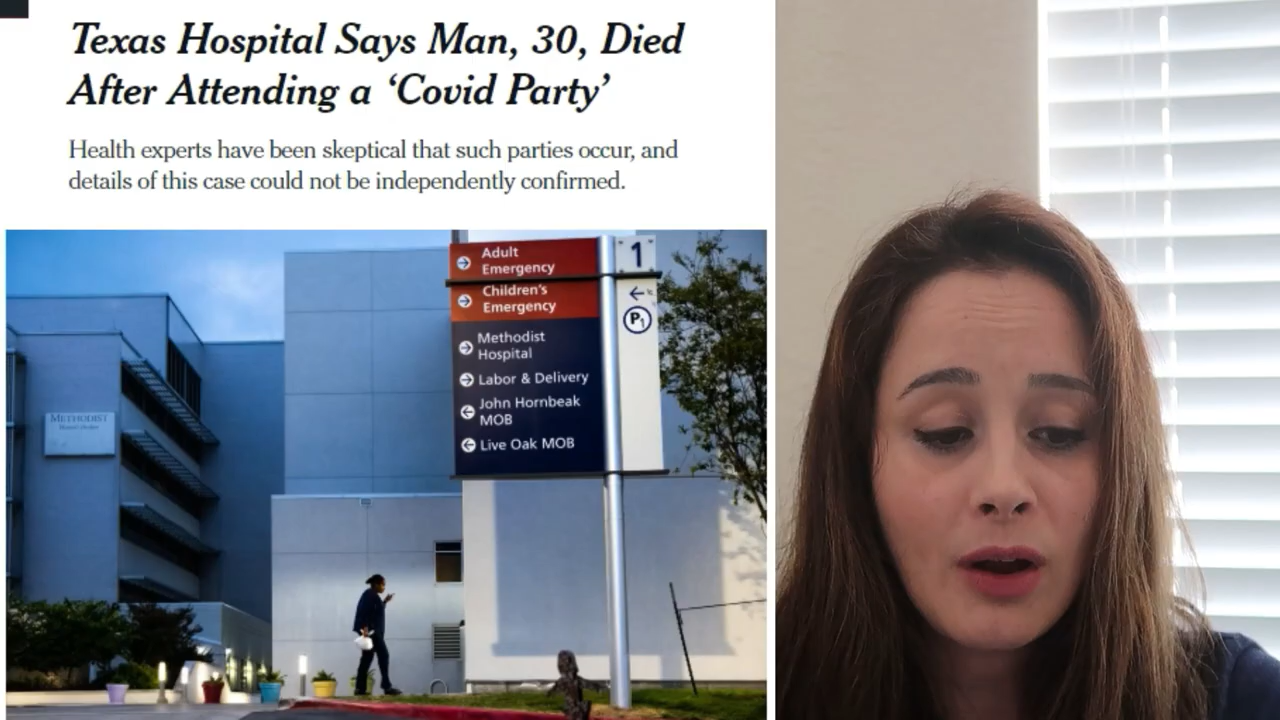 Texas Hospital Says Man, 30, Died
After Attending a ‘Covid Party’
Health experts have been skeptical that such parties occur, and
details of this case could not be independently confirmed.
METHODIST
Adult
Emergency
Children's
Emergency
Methodist
Hospital
Labor & Delivery
John Hornbeak
MOB
Live Oak MOB
1
P1